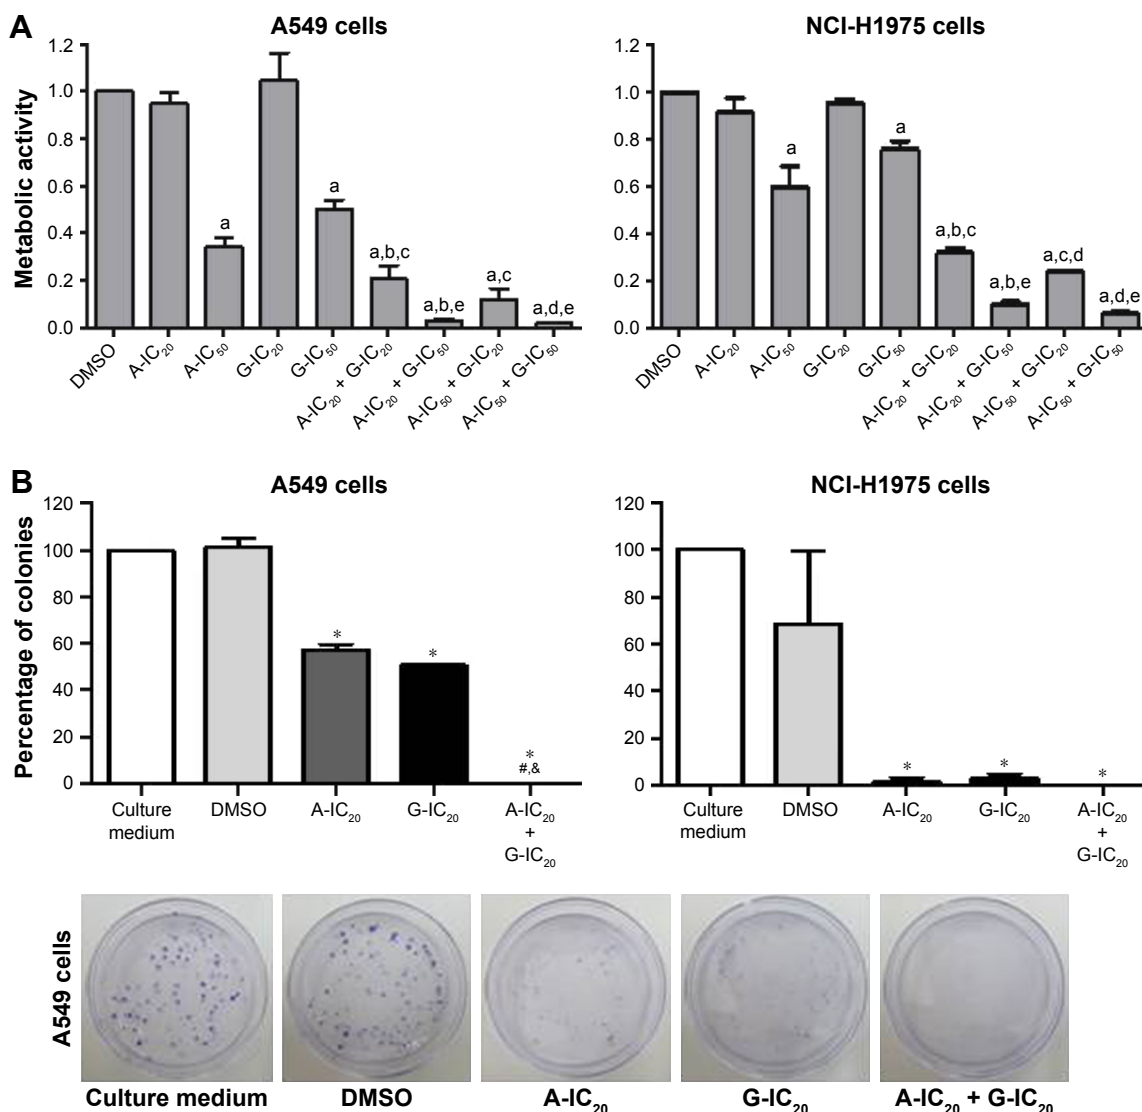 A
A549 cells
NCI-H1975 cells
Metabolic activity
1.2
1.0
0.8
0.6
0.4
0.2
0.0
a
a
a,b,c
a,b,e
a,c
a,d,e
DMSO
A-IC20
A-IC50
G-IC20
G-IC50
A-IC20 + G-IC20
A-IC20 + G-IC50
A-IC50 + G-IC20
A-IC50 + G-IC50
1.2
1.0
0.8
0.6
0.4
0.2
0.0
a
a
a,b,c
a,b,e
a,c,d
a,d,e
DMSO
A-IC20
A-IC50
G-IC20
G-IC50
A-IC20 + G-IC20
A-IC20 + G-IC50
A-IC50 + G-IC20
A-IC50 + G-IC50
B
A549 cells
NCI-H1975 cells
Percentage of colonies
120
100
80
60
40
20
0
*
*
*
#,&
Culture
medium
DMSO
A-IC20
G-IC20
A-IC20
+
G-IC20
120
100
80
60
40
20
0
*
*
*
Culture
medium
DMSO
A-IC20
G-IC20
A-IC20
+
G-IC20
A549 cells
Culture medium
DMSO
A-IC20
G-IC20
A-IC20 + G-IC20